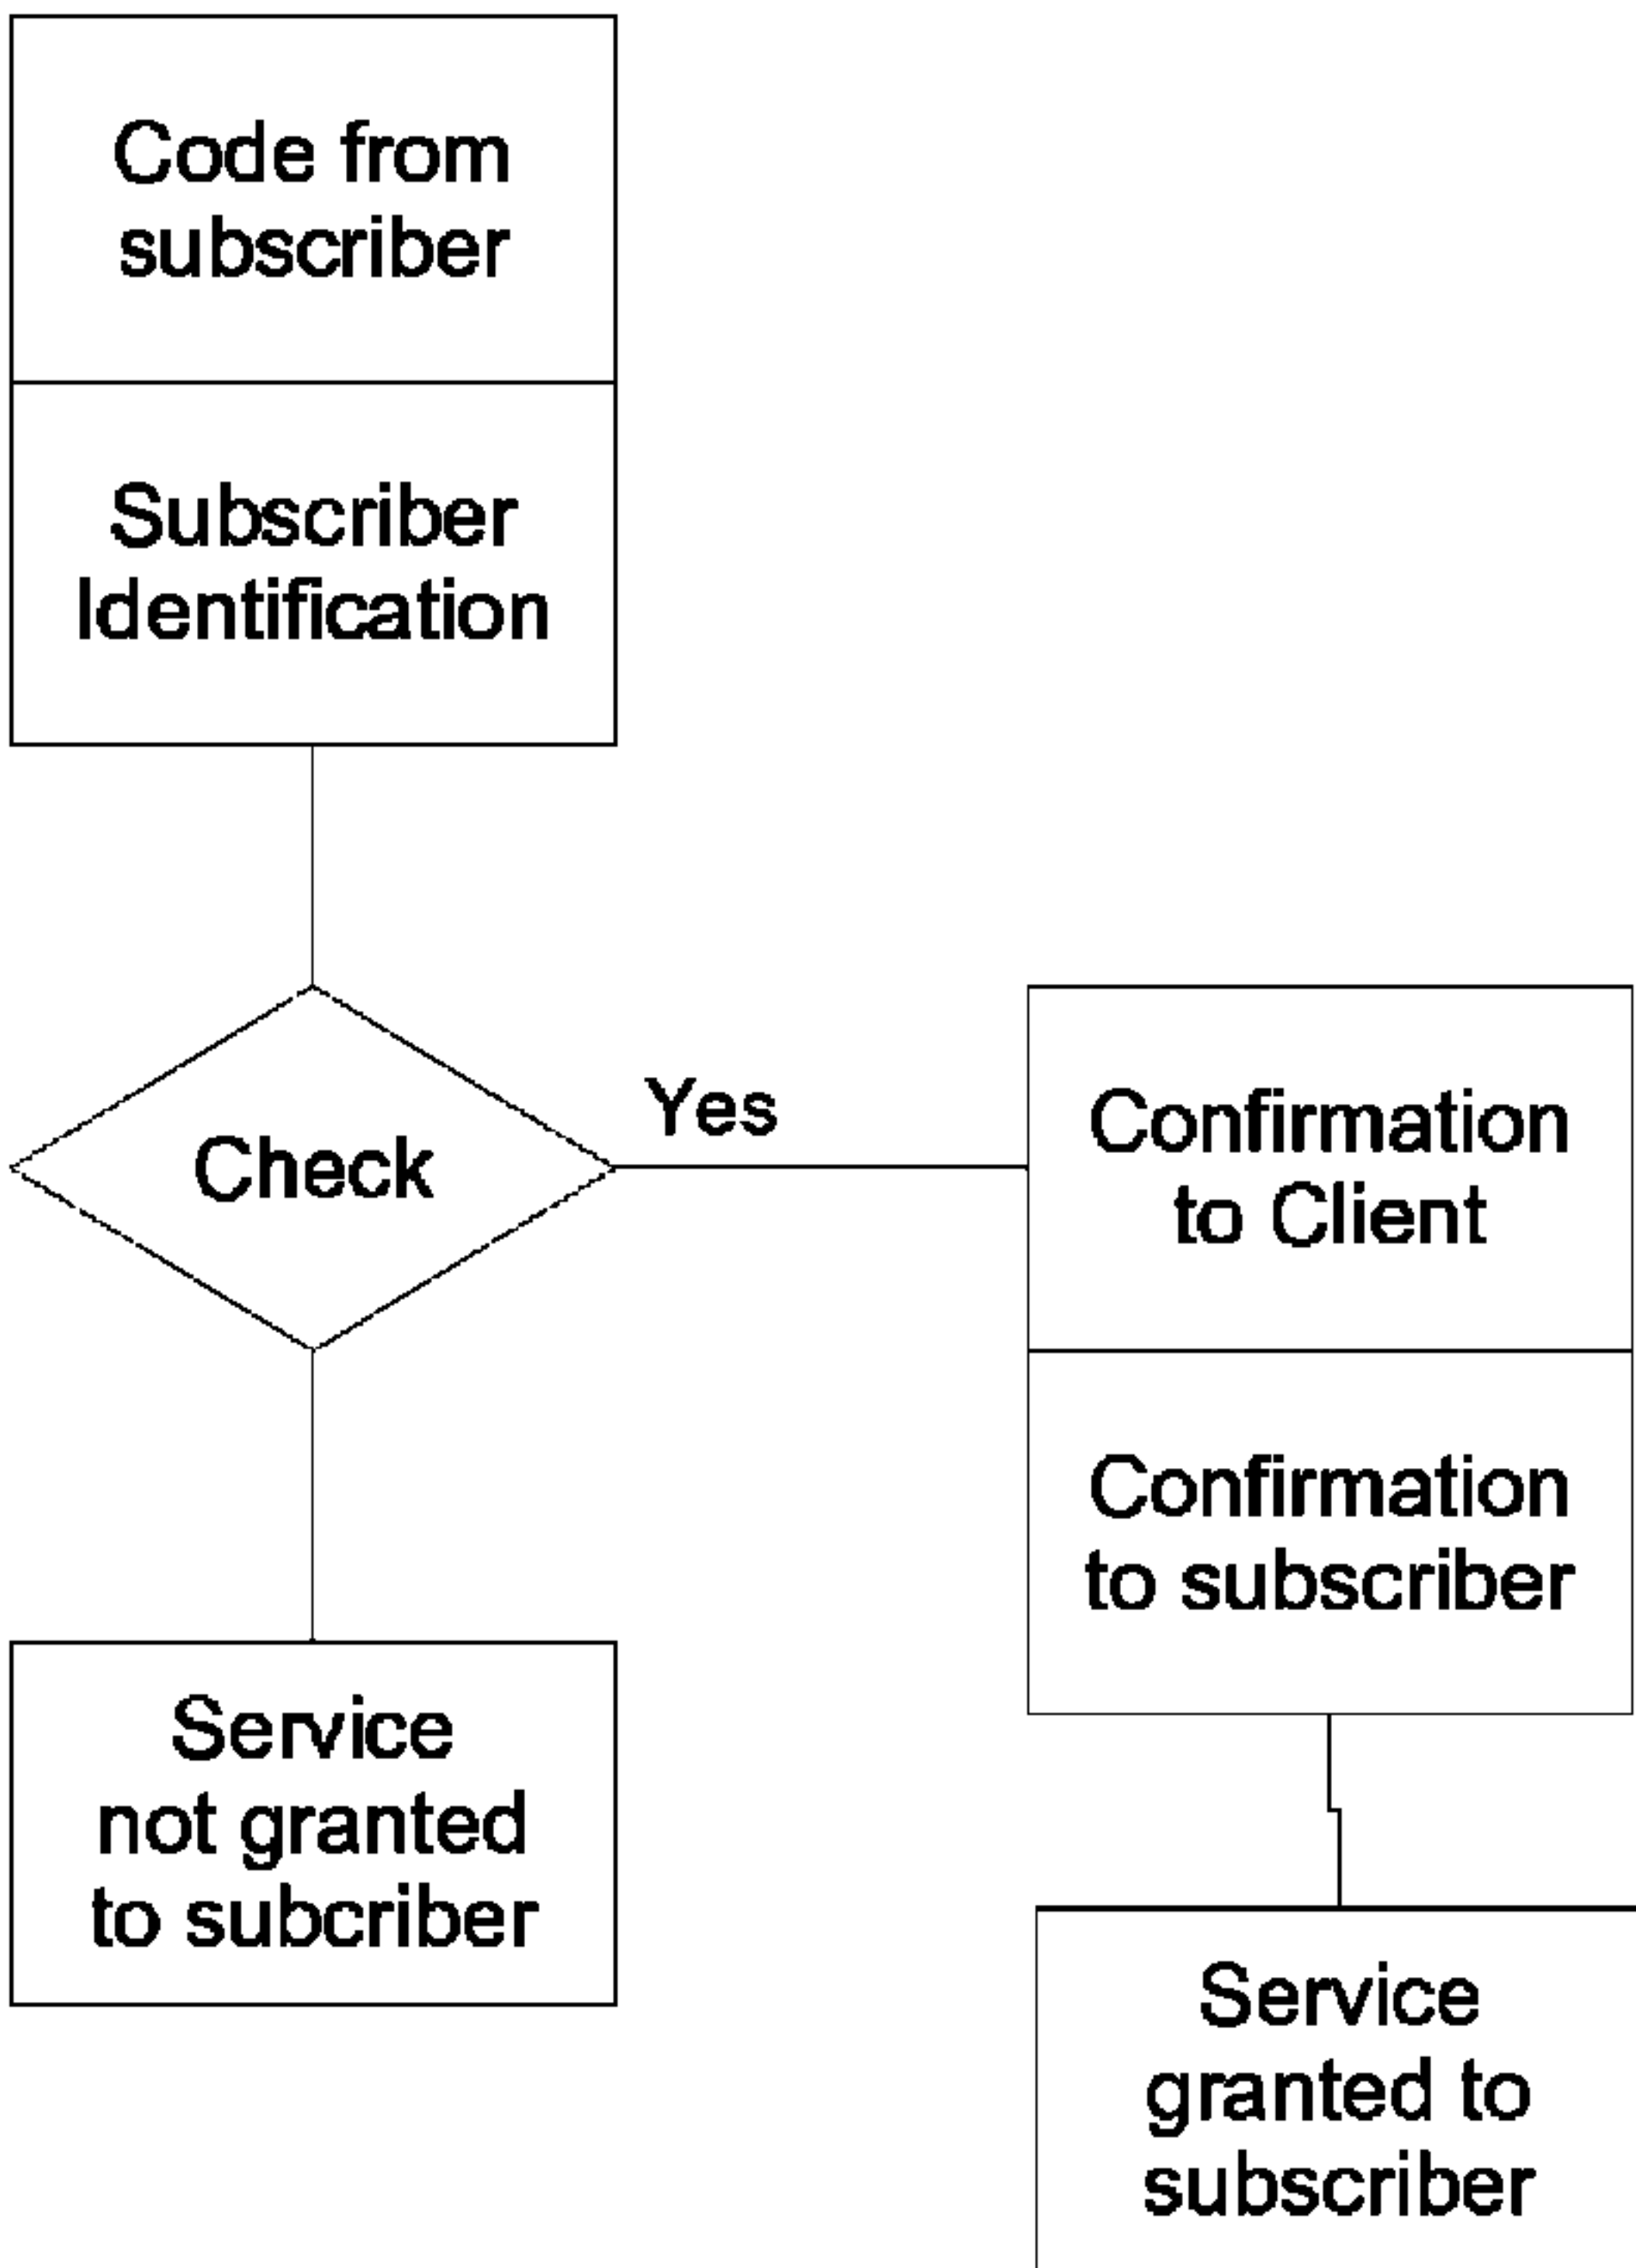 Code from
subscriber
Subscriber
Identification
Check
Yes
Confirmation
to Client
Confirmation
to subscriber
Service
not granted
to subcriber
Service
granted to
subscriber